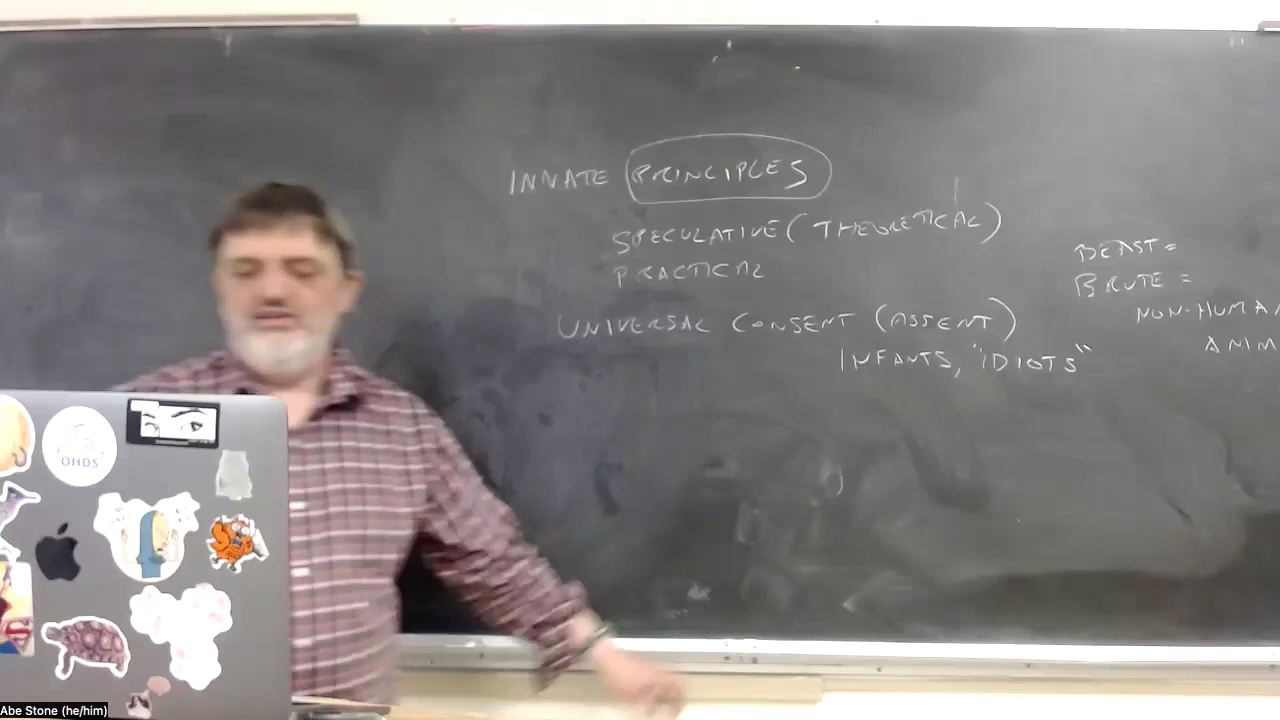 INNATE PRINCIPLES
SPECULATIVE (THEORETICAL)
PRACTICAL
UNIVERSAL CONSENT (ASSENT)
INFANTS, "IDIOTS"
BEAST =
BRUTE =
NON-HUMAN
ANIM
OHDS
Abe Stone (he/him)